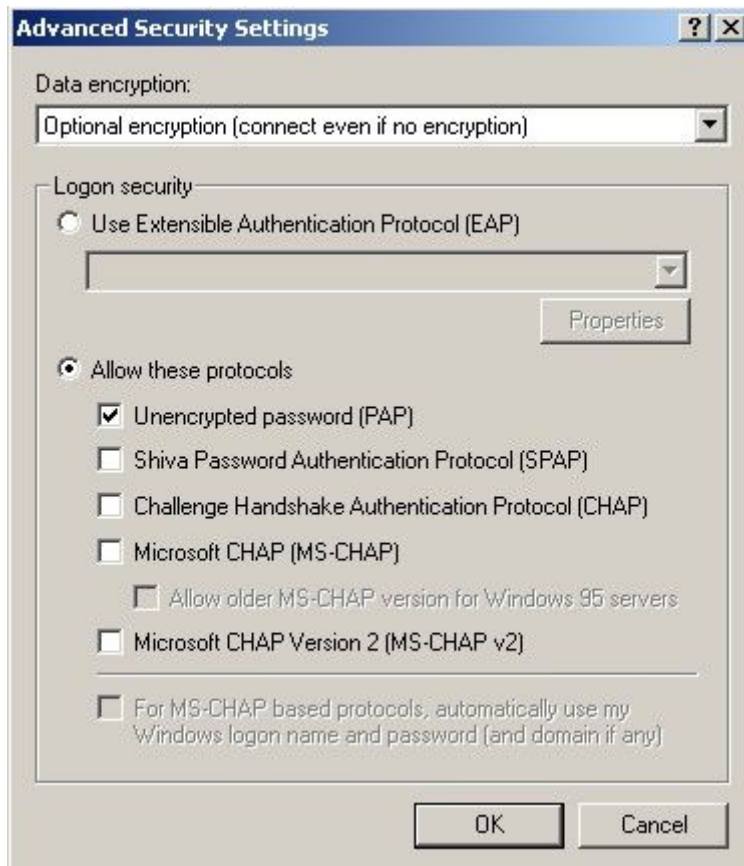 Advanced Security Settings
Data encryption:
Optional encryption (connect even if no encryption)
Logon security
Use Extensible Authentication Protocol (EAP)
Properties
Allow these protocols
Unencrypted password (PAP)
Shiva Password Authentication Protocol (SPAP)
Challenge Handshake Authentication Protocol (CHAP)
Microsoft CHAP (MS-CHAP)
Allow older MS-CHAP version for Windows 95 servers
Microsoft CHAP Version 2 (MS-CHAP v2)
For MS-CHAP based protocols, automatically use my
Windows logon name and password (and domain if any)
OK Cancel